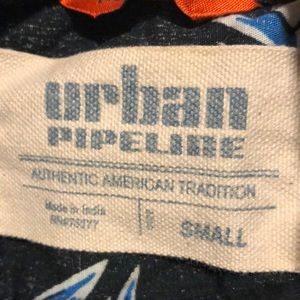 urban
PIPELINE
AUTHENTIC AMERICAN TRADITION
Made in India
SMALL